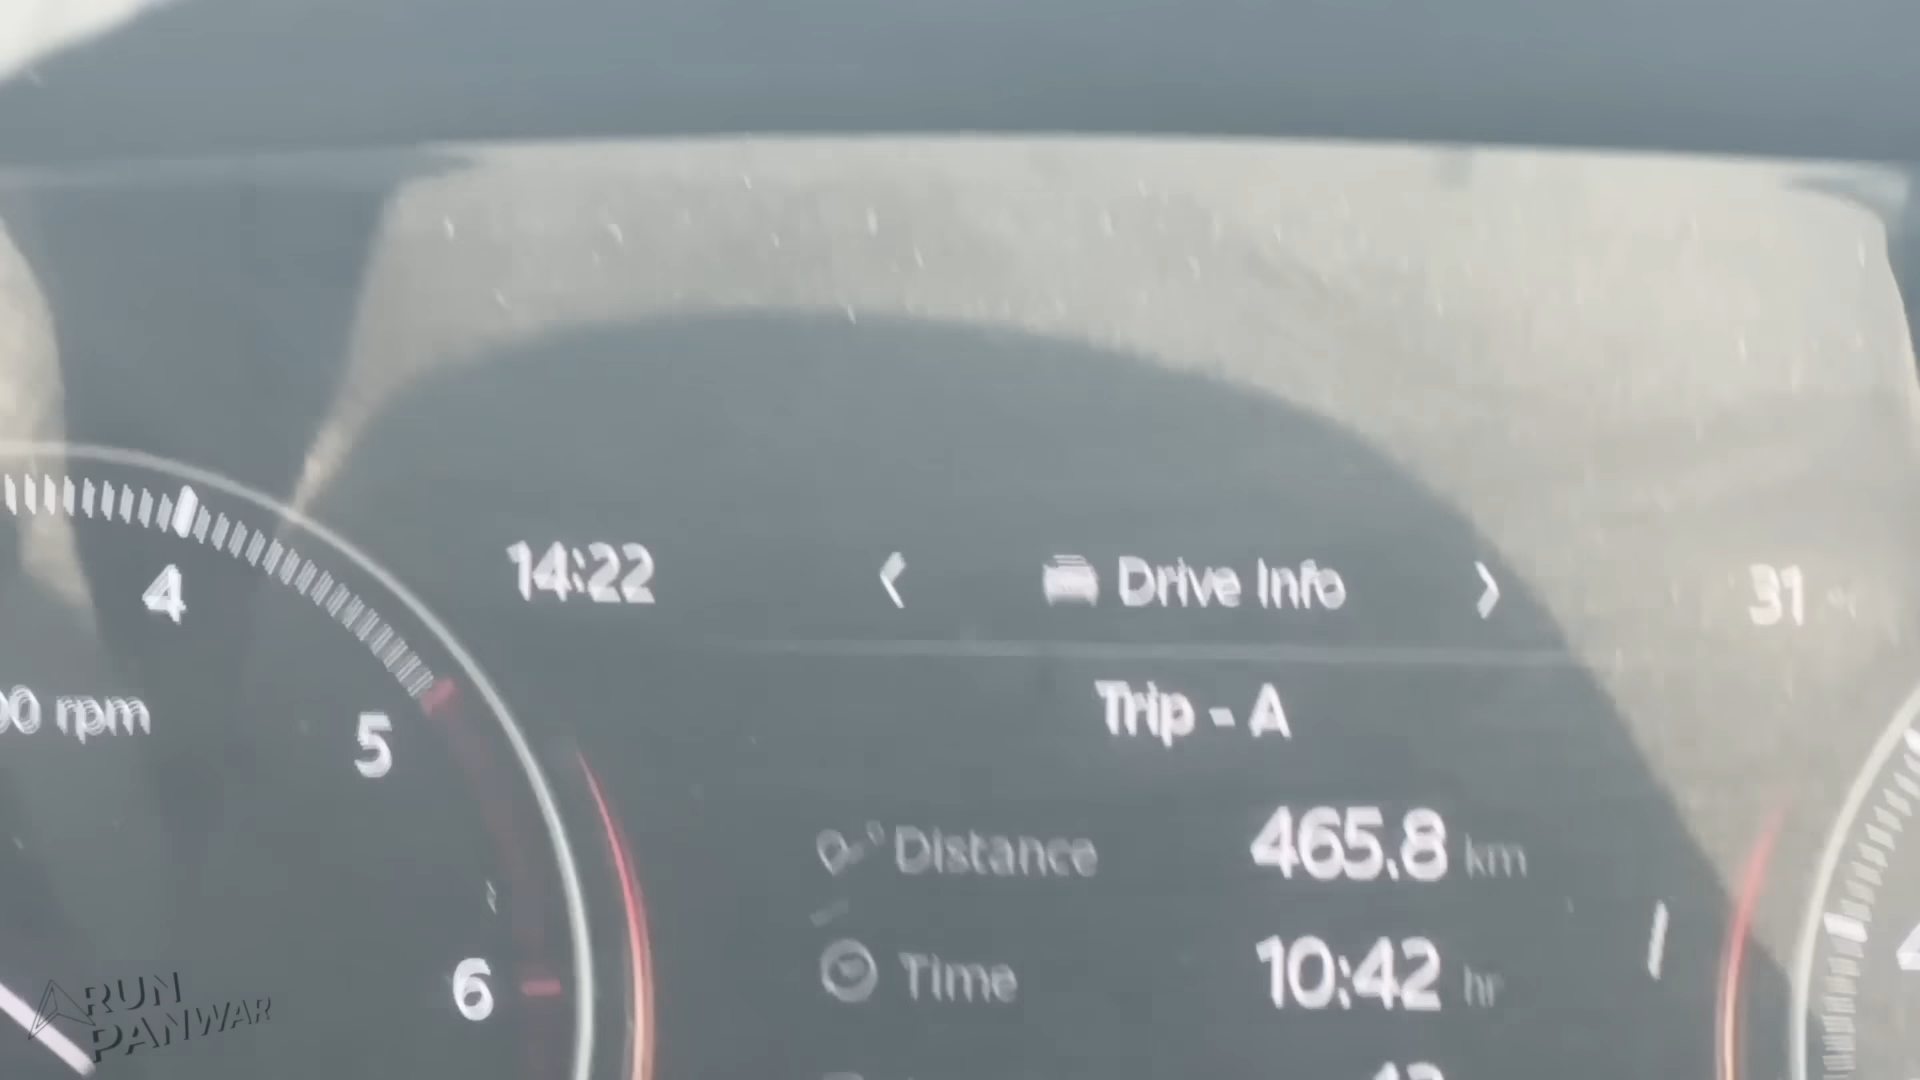 14:22
Drive Info
31
Trip - A
4
00 rpm
5
Distance 465.8 km
Time 10:42 hr
6
ARUN
PANWAR